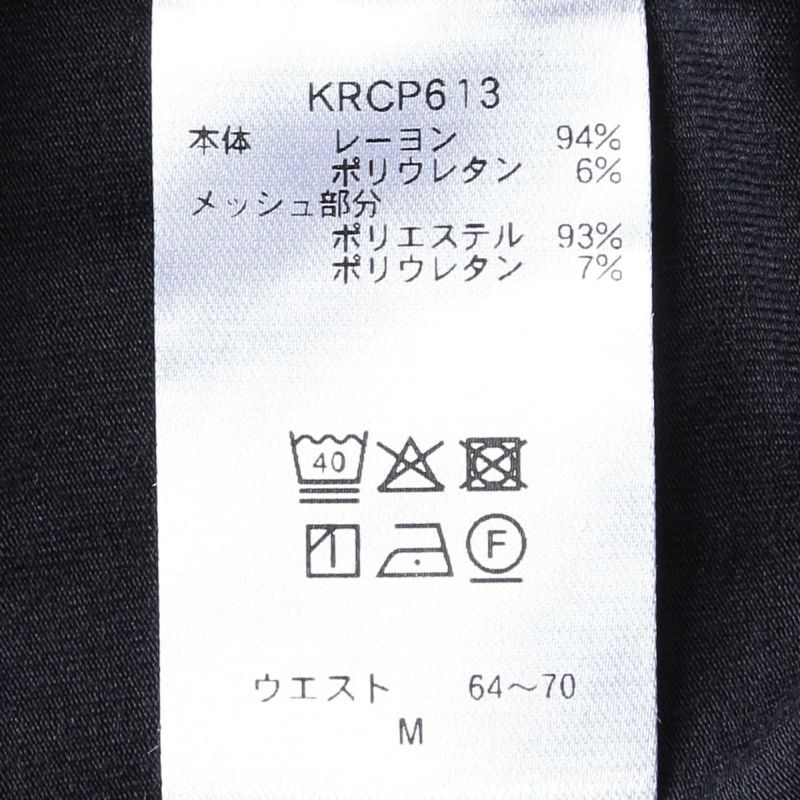 KRCP613
本体 レーヨン 94%
ポリウレタン 6%
メッシュ部分
ポリエステル 93%
ポリウレタン 7%
40
F
ウエスト 64～70
M